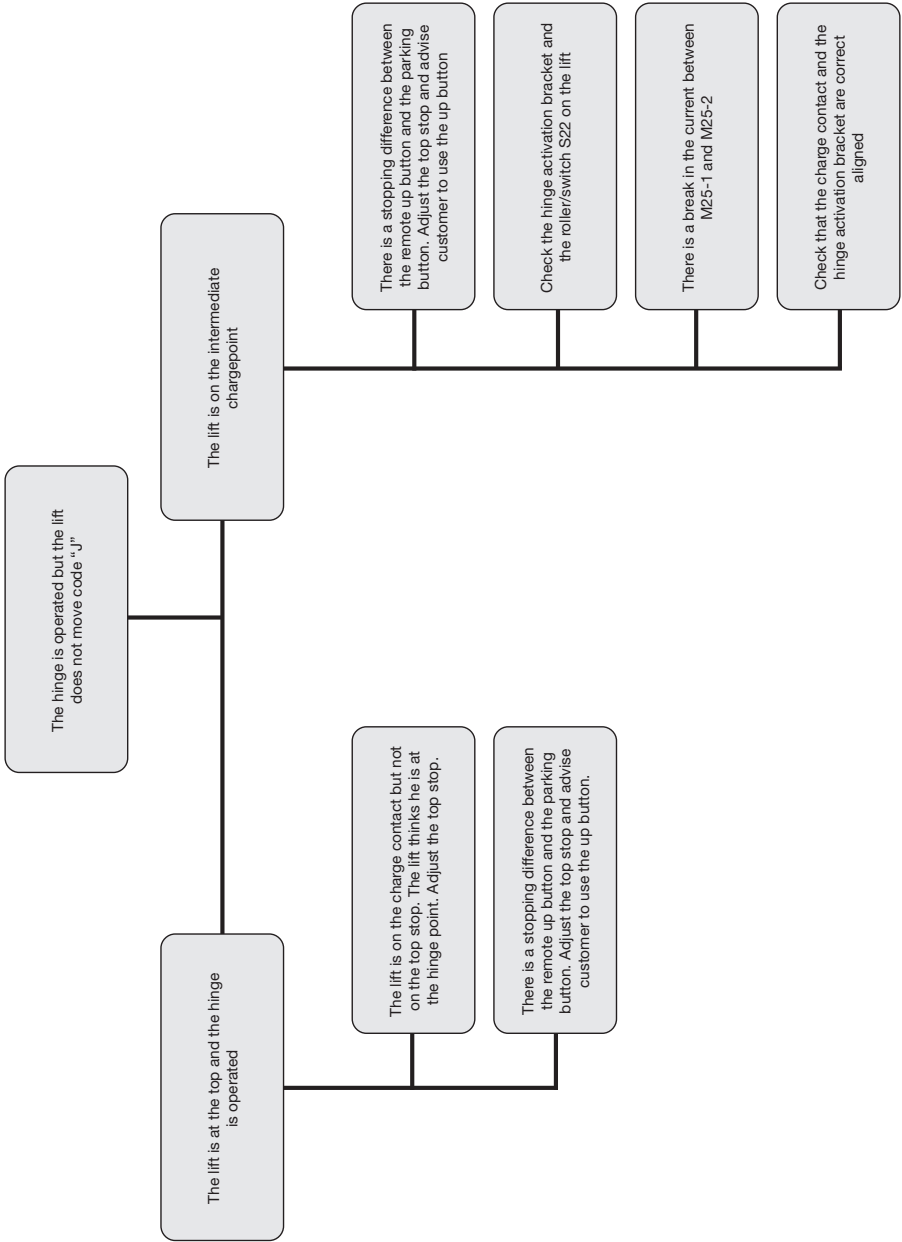 The hinge is operated but the lift
does not move code “J”
The lift is at the top and the hinge
is operated
The lift is on the charge contact but not
on the top stop. The lift thinks he is at
the hinge point. Adjust the top stop.
There is a stopping difference between
the remote up button and the parking
button. Adjust the top stop and advise
customer to use the up button.
The lift is on the intermediate
chargepoint
There is a stopping difference between
the remote up button and the parking
button. Adjust the top stop and advise
customer to use the up button
Check the hinge activation bracket and
the roller/switch S22 on the lift
There is a break in the current between
M25-1 and M25-2
Check that the charge contact and the
hinge activation bracket are correct
aligned